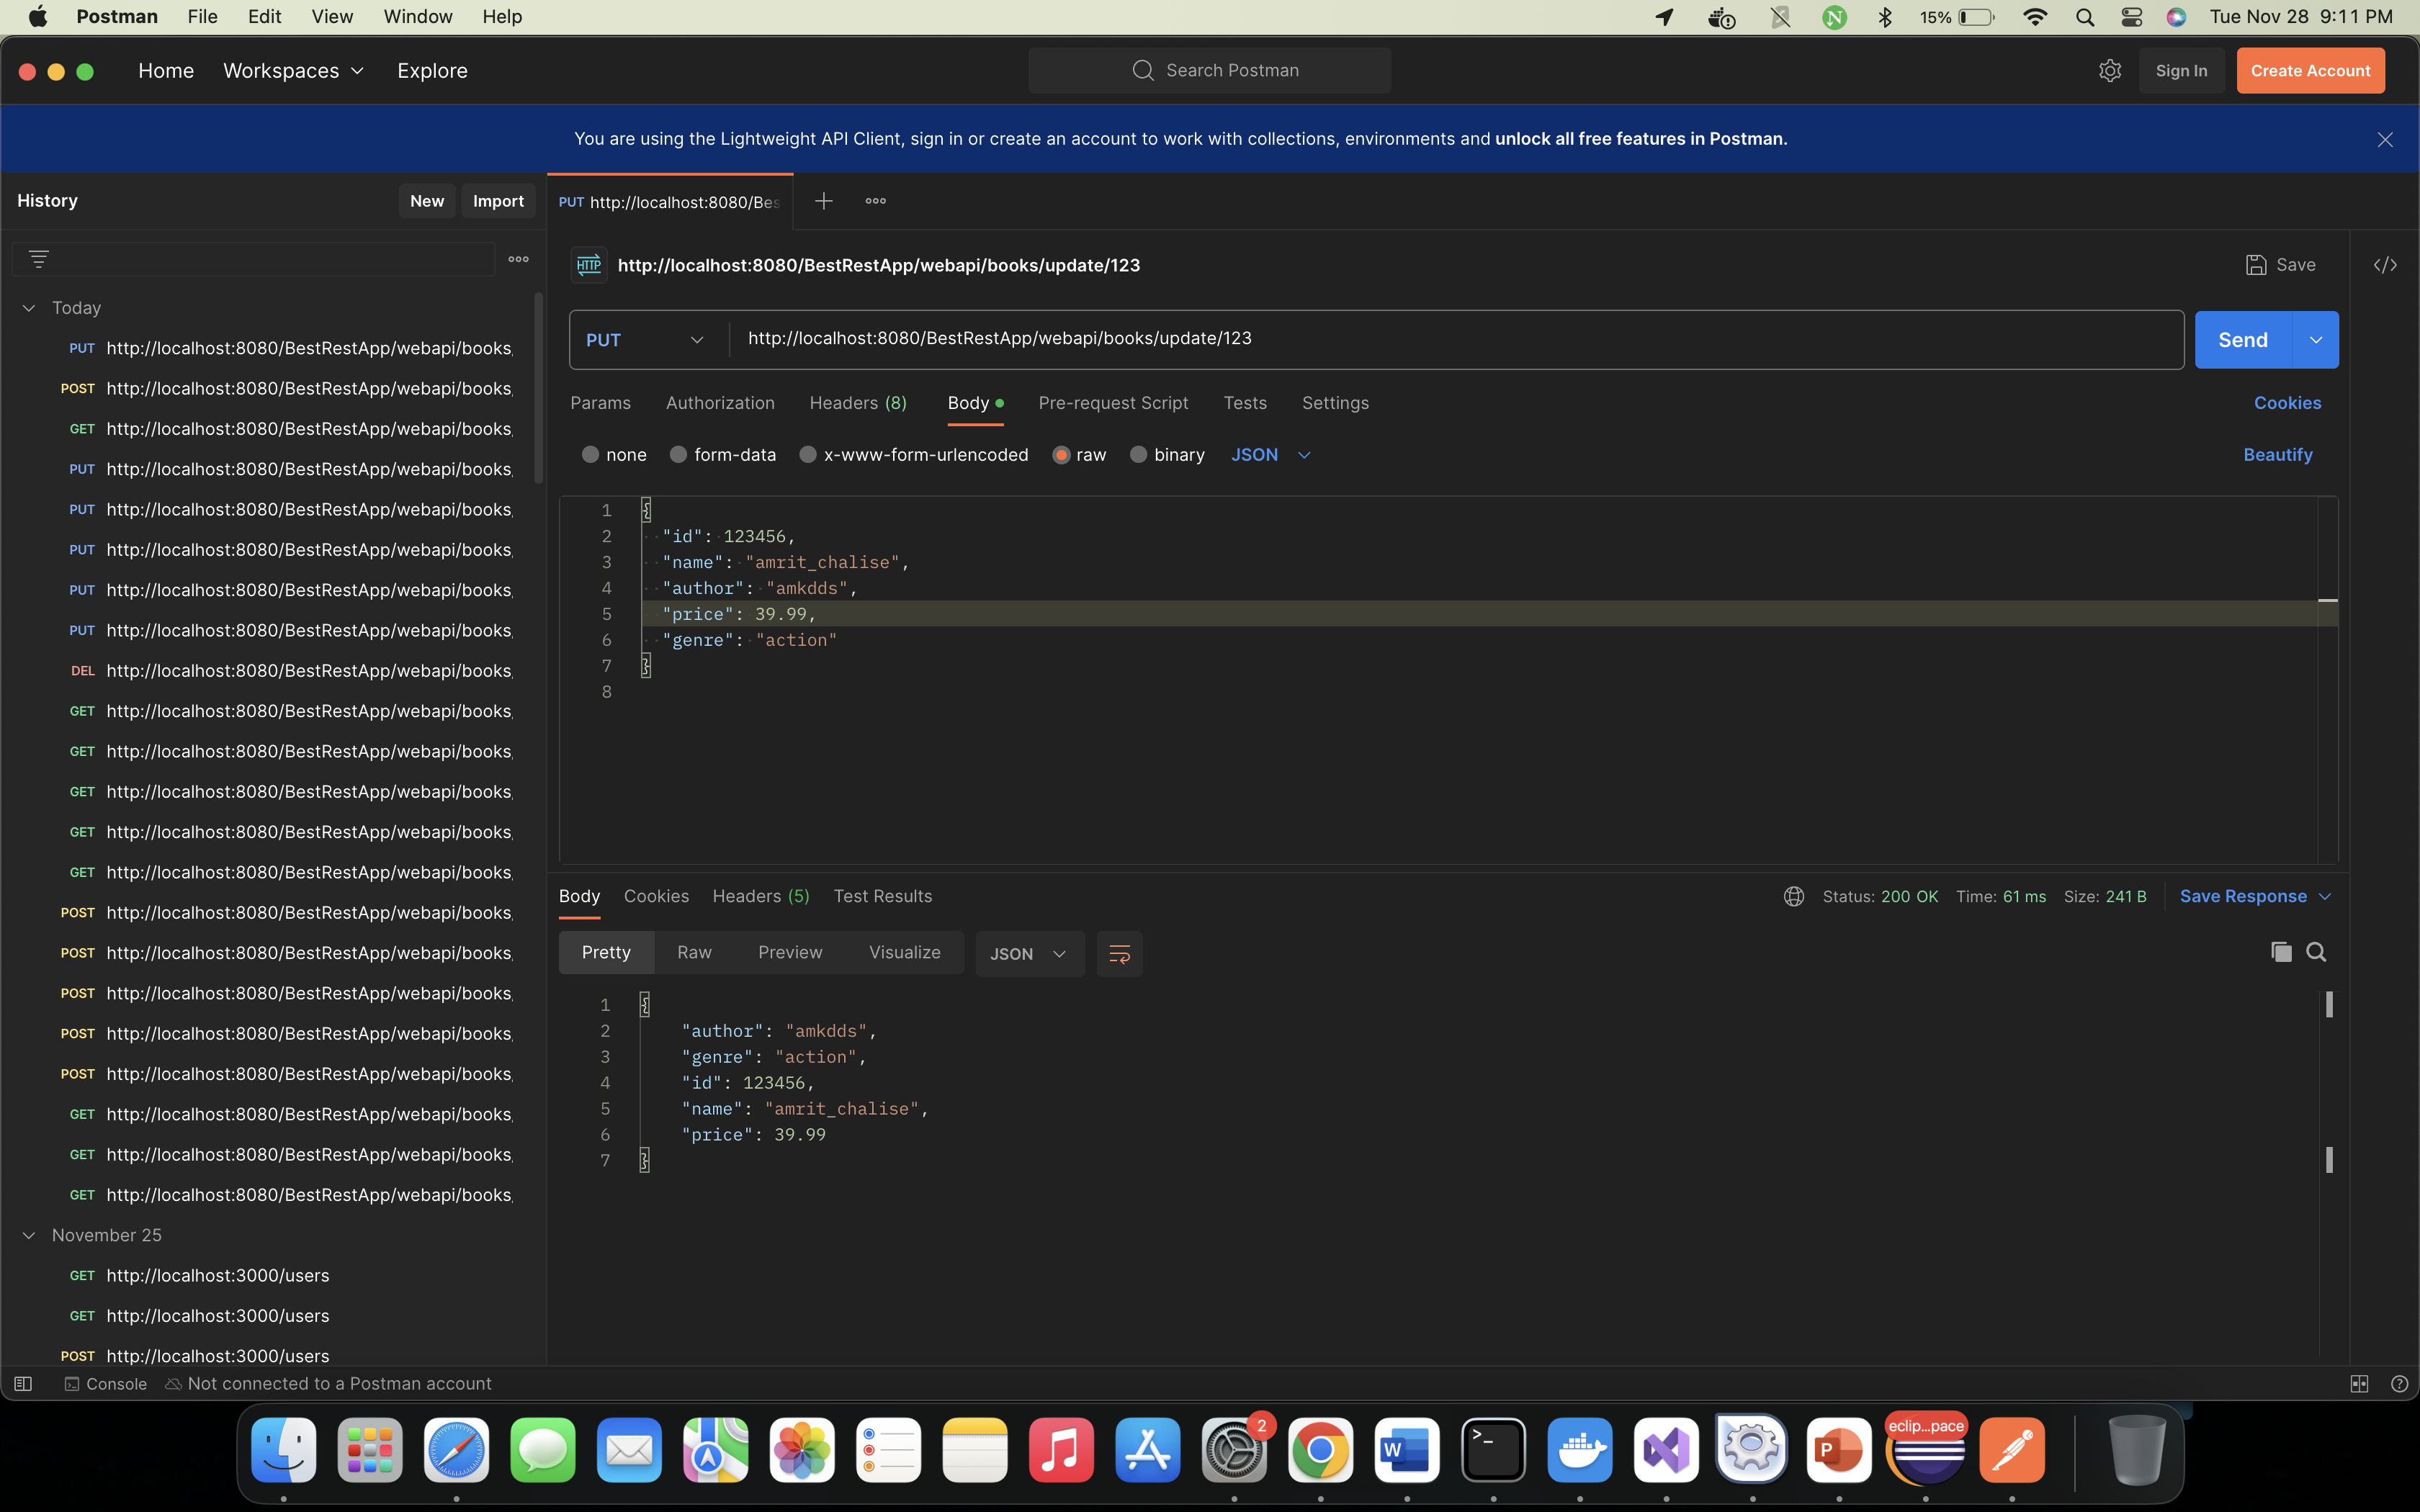 Postman File Edit View Window Help 15% Tue Nov 28 9:11 PM
Home Workspaces Explore Search Postman Sign In Create Account
You are using the Lightweight API Client, sign in or create an account to work with collections, environments and unlock all free features in Postman.
History New Import
PUT http://localhost:8080/Bes
http://localhost:8080/BestRestApp/webapi/books/update/123 Save
Today
PUT http://localhost:8080/BestRestApp/webapi/books,
POST http://localhost:8080/BestRestApp/webapi/books,
GET http://localhost:8080/BestRestApp/webapi/books,
PUT http://localhost:8080/BestRestApp/webapi/books,
PUT http://localhost:8080/BestRestApp/webapi/books,
PUT http://localhost:8080/BestRestApp/webapi/books,
PUT http://localhost:8080/BestRestApp/webapi/books,
PUT http://localhost:8080/BestRestApp/webapi/books,
DEL http://localhost:8080/BestRestApp/webapi/books,
GET http://localhost:8080/BestRestApp/webapi/books,
GET http://localhost:8080/BestRestApp/webapi/books,
GET http://localhost:8080/BestRestApp/webapi/books,
GET http://localhost:8080/BestRestApp/webapi/books,
GET http://localhost:8080/BestRestApp/webapi/books,
POST http://localhost:8080/BestRestApp/webapi/books,
POST http://localhost:8080/BestRestApp/webapi/books,
POST http://localhost:8080/BestRestApp/webapi/books,
POST http://localhost:8080/BestRestApp/webapi/books,
POST http://localhost:8080/BestRestApp/webapi/books,
GET http://localhost:8080/BestRestApp/webapi/books,
GET http://localhost:8080/BestRestApp/webapi/books,
GET http://localhost:8080/BestRestApp/webapi/books,
November 25
GET http://localhost:3000/users
GET http://localhost:3000/users
POST http://localhost:3000/users
HTTP
PUT http://localhost:8080/BestRestApp/webapi/books/update/123 Send
Params Authorization Headers (8) Body Pre-request Script Tests Settings Cookies
none form-data x-www-form-urlencoded raw binary JSON Beautify
1 {
2 "id": 123456,
3 "name": "amrit_chalise",
4 "author": "amkdds",
5 "price": 39.99,
6 "genre": "action"
7 }
8
Body Cookies Headers (5) Test Results Status: 200 OK Time: 61 ms Size: 241 B Save Response
Pretty Raw Preview Visualize JSON
1 {
2 "author": "amkdds",
3 "genre": "action",
4 "id": 123456,
5 "name": "amrit_chalise",
6 "price": 39.99
7 }
Console Not connected to a Postman account
2
W
>_
P
eclip...pace